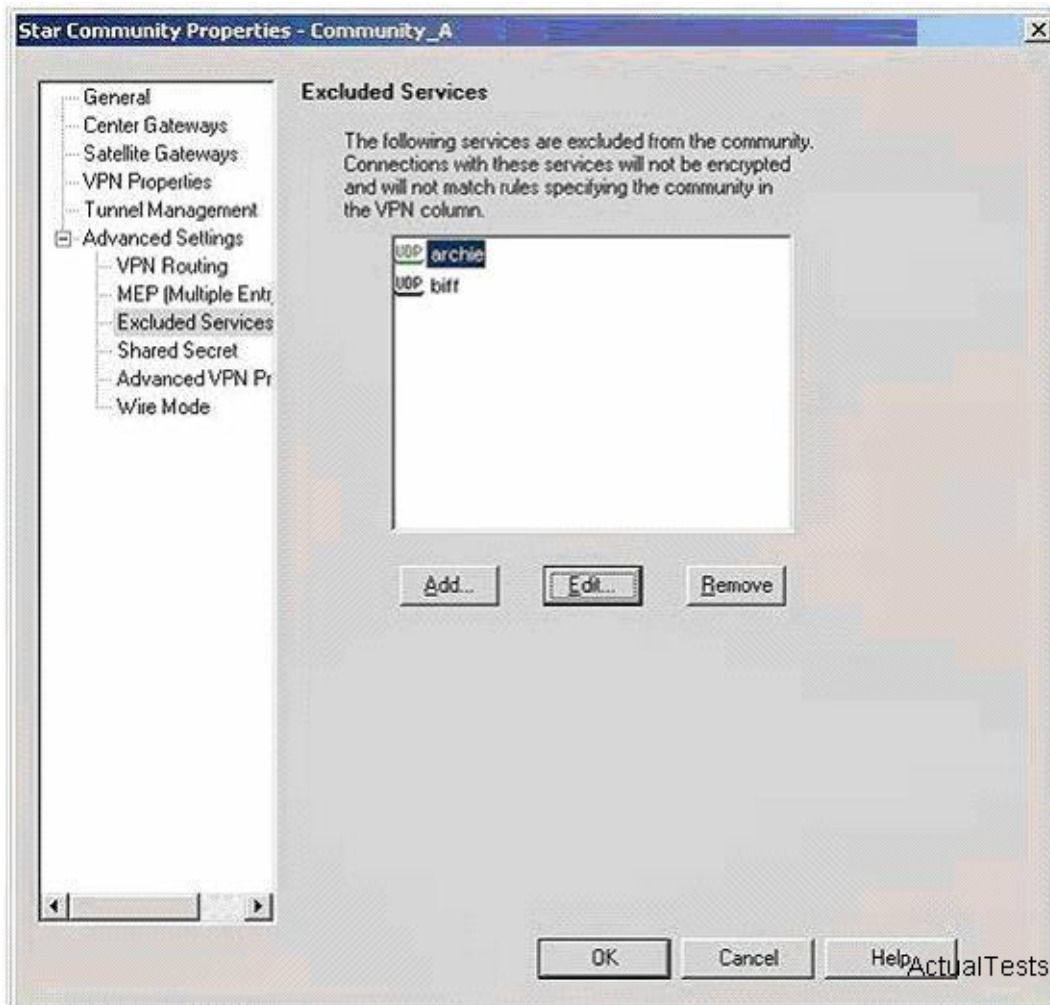 Star Community Properties - Community_A
General
Center Gateways
Satellite Gateways
VPN Properties
Tunnel Management
Advanced Settings
VPN Routing
MEP (Multiple Entr
Excluded Services
Shared Secret
Advanced VPN Pr
Wire Mode
Excluded Services
The following services are excluded from the community.
Connections with these services will not be encrypted
and will not match rules specifying the community in
the VPN column.
UDP archie
UDP biff
Add... Edit... Remove
OK Cancel Help
ActualTests